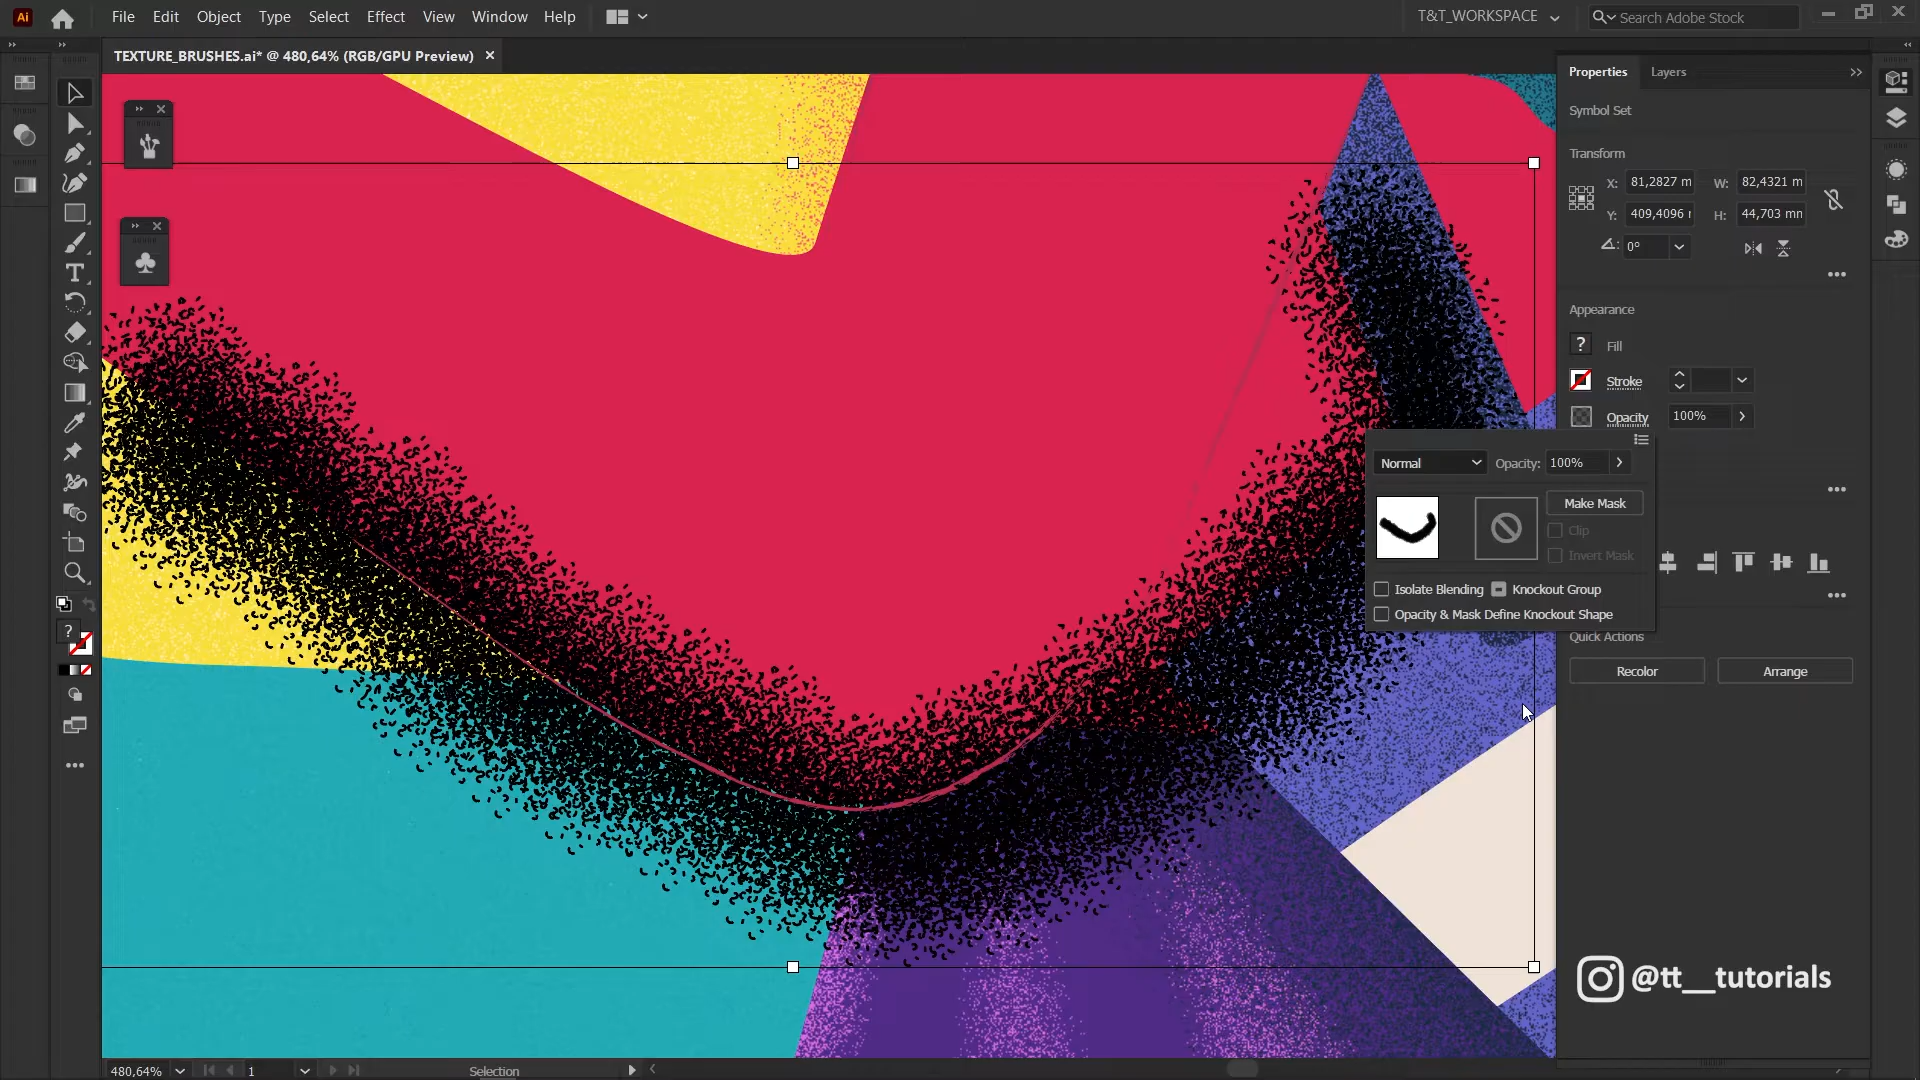 Ai File Edit Object Type Select Effect View Window Help
T&T_WORKSPACE
Search Adobe Stock
TEXTURE_BRUSHES.ai* @ 480,64% (RGB/GPU Preview)
Properties Layers
Symbol Set
Transform
X: 81,2827 m W: 82,4321 m
Y: 409,4096 H: 44,703 mm
0°
Appearance
? Fill
Stroke
Opacity 100%
Normal Opacity: 100%
Make Mask
Clip
Invert Mask
Isolate Blending Knockout Group
Opacity & Mask Define Knockout Shape
Quick Actions
Recolor Arrange
?
@tt__tutorials
480,64% 1 Selection